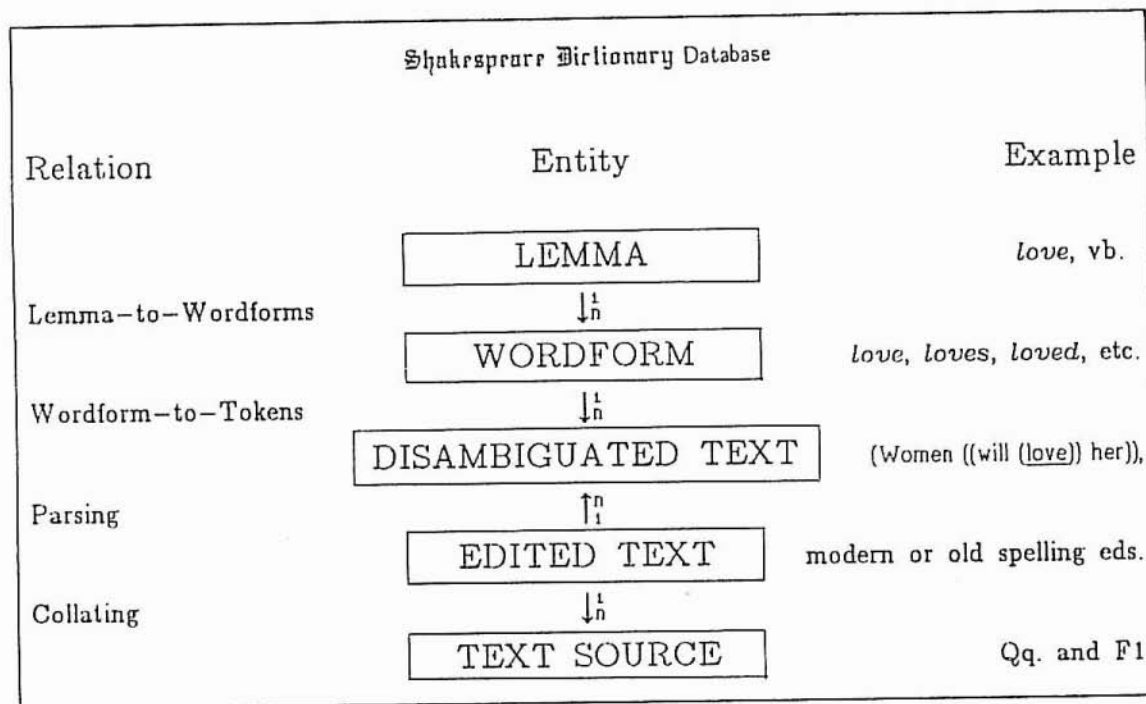 Shakespeare Dictionary Database
Relation Entity Example
LEMMA love, vb.
Lemma-to-Wordforms ↓ 1 n
WORDFORM love, loves, loved, etc.
Wordform-to-Tokens ↓ 1 n
DISAMBIGUATED TEXT (Women ((will (love)) her)),
Parsing ↑ n 1
EDITED TEXT modern or old spelling eds.
Collating ↓ 1 n
TEXT SOURCE Qq. and F1